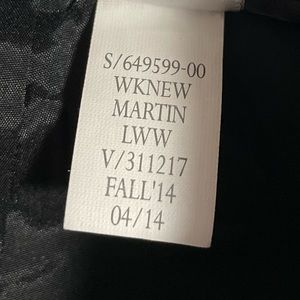 S/649599-00
WKNEW
MARTIN
LWW
V/311217
FALL'14
04/14